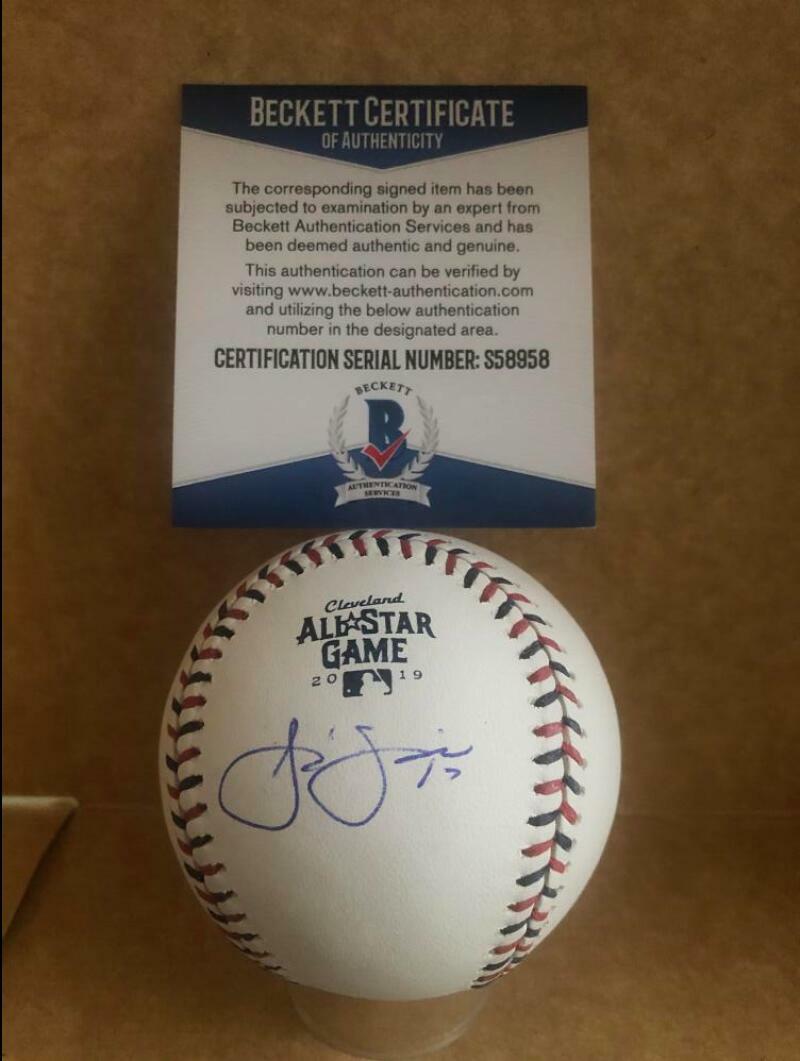 BECKETT CERTIFICATE
OF AUTHENTICITY
The corresponding signed item has been
subjected to examination by an expert from
Beckett Authentication Services and has
been deemed authentic and genuine.
This authentication can be verified by
visiting www.beckett-authentication.com
and utilizing the below authentication
number in the designated area.
CERTIFICATION SERIAL NUMBER: S58958
BECKETT
B
AUTHENTICATION
SERVICES
Cleveland
ALL★STAR
GAME
2019